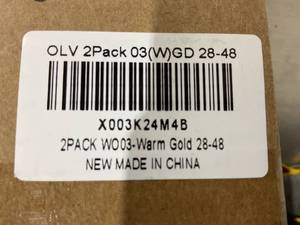 OLV 2Pack 03(W)GD 28-48
X003K24M4B
2PACK WO03-Warm Gold 28-48
NEW MADE IN CHINA